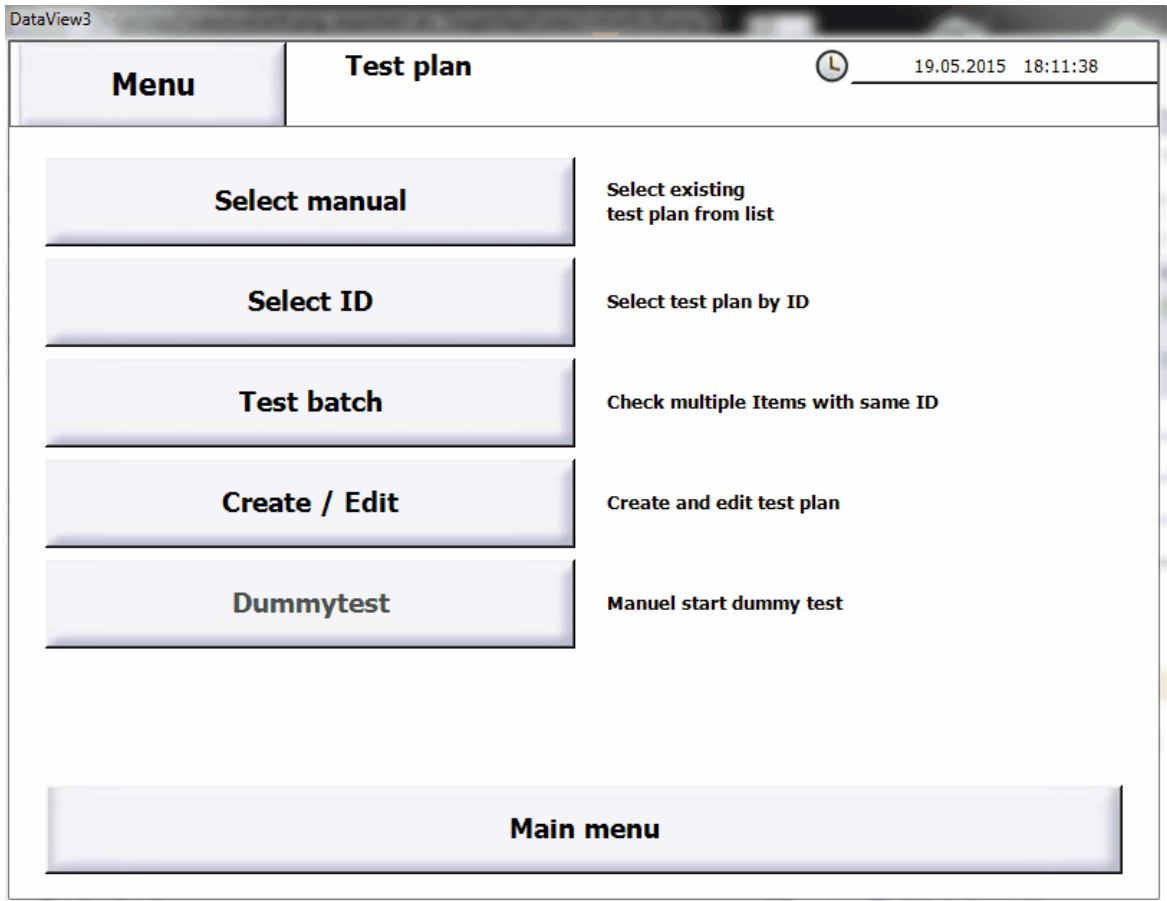 DataView3
Menu
Test plan
19.05.2015 18:11:38
Select manual
Select existing
test plan from list
Select ID
Select test plan by ID
Test batch
Check multiple Items with same ID
Create / Edit
Create and edit test plan
Dummytest
Manuel start dummy test
Main menu